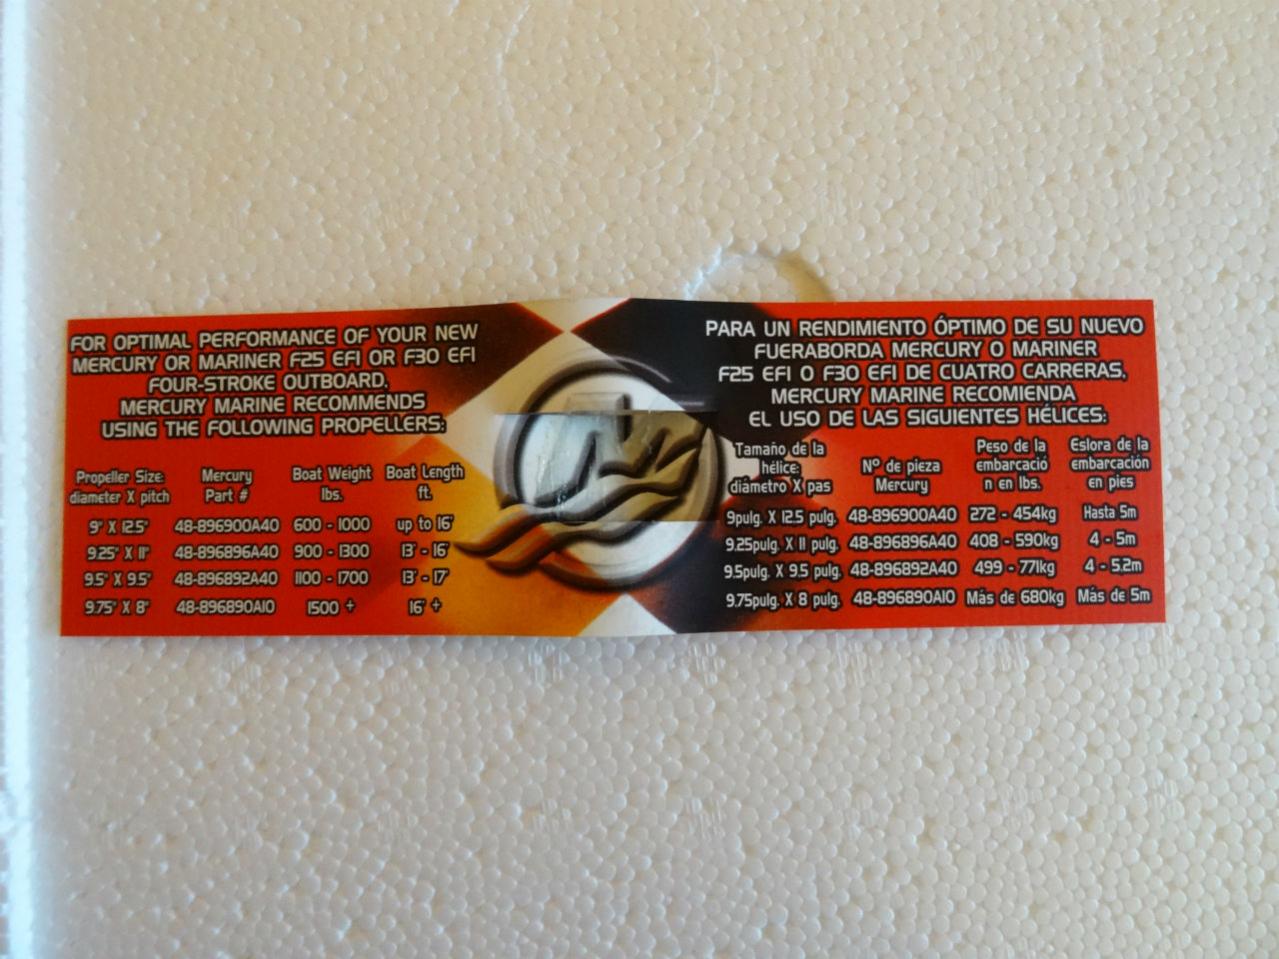 FOR OPTIMAL PERFORMANCE OF YOUR NEW
MERCURY OR MARINER F25 EFI OR F30 EFI
FOUR-STROKE OUTBOARD,
MERCURY MARINE RECOMMENDS
USING THE FOLLOWING PROPELLERS:
Propeller Size: Mercury Boat Weight Boat Length
diameter X pitch Part # lbs. ft.
9" X 12.5" 48-896900A40 600 - 1000 up to 16'
9.25" X 11" 48-896896A40 900 - 1300 13' - 16'
9.5" X 9.5" 48-896892A40 1100 - 1700 13' - 17'
9.75" X 8" 48-896890A10 1500 + 16' +
PARA UN RENDIMIENTO ÓPTIMO DE SU NUEVO
FUERABORDA MERCURY O MARINER
F25 EFI O F30 EFI DE CUATRO CARRERAS,
MERCURY MARINE RECOMIENDA
EL USO DE LAS SIGUIENTES HÉLICES:
Tamaño de la Peso de la Eslora de la
hélice: Nº de pieza embarcació embarcación
diámetro X pas Mercury n en lbs. en pies
9pulg. X 12.5 pulg. 48-896900A40 272 - 454kg Hasta 5m
9.25pulg. X 11 pulg. 48-896896A40 408 - 590kg 4 - 5m
9.5pulg. X 9.5 pulg. 48-896892A40 499 - 771kg 4 - 5.2m
9.75pulg. X 8 pulg. 48-896890A10 Más de 680kg Más de 5m